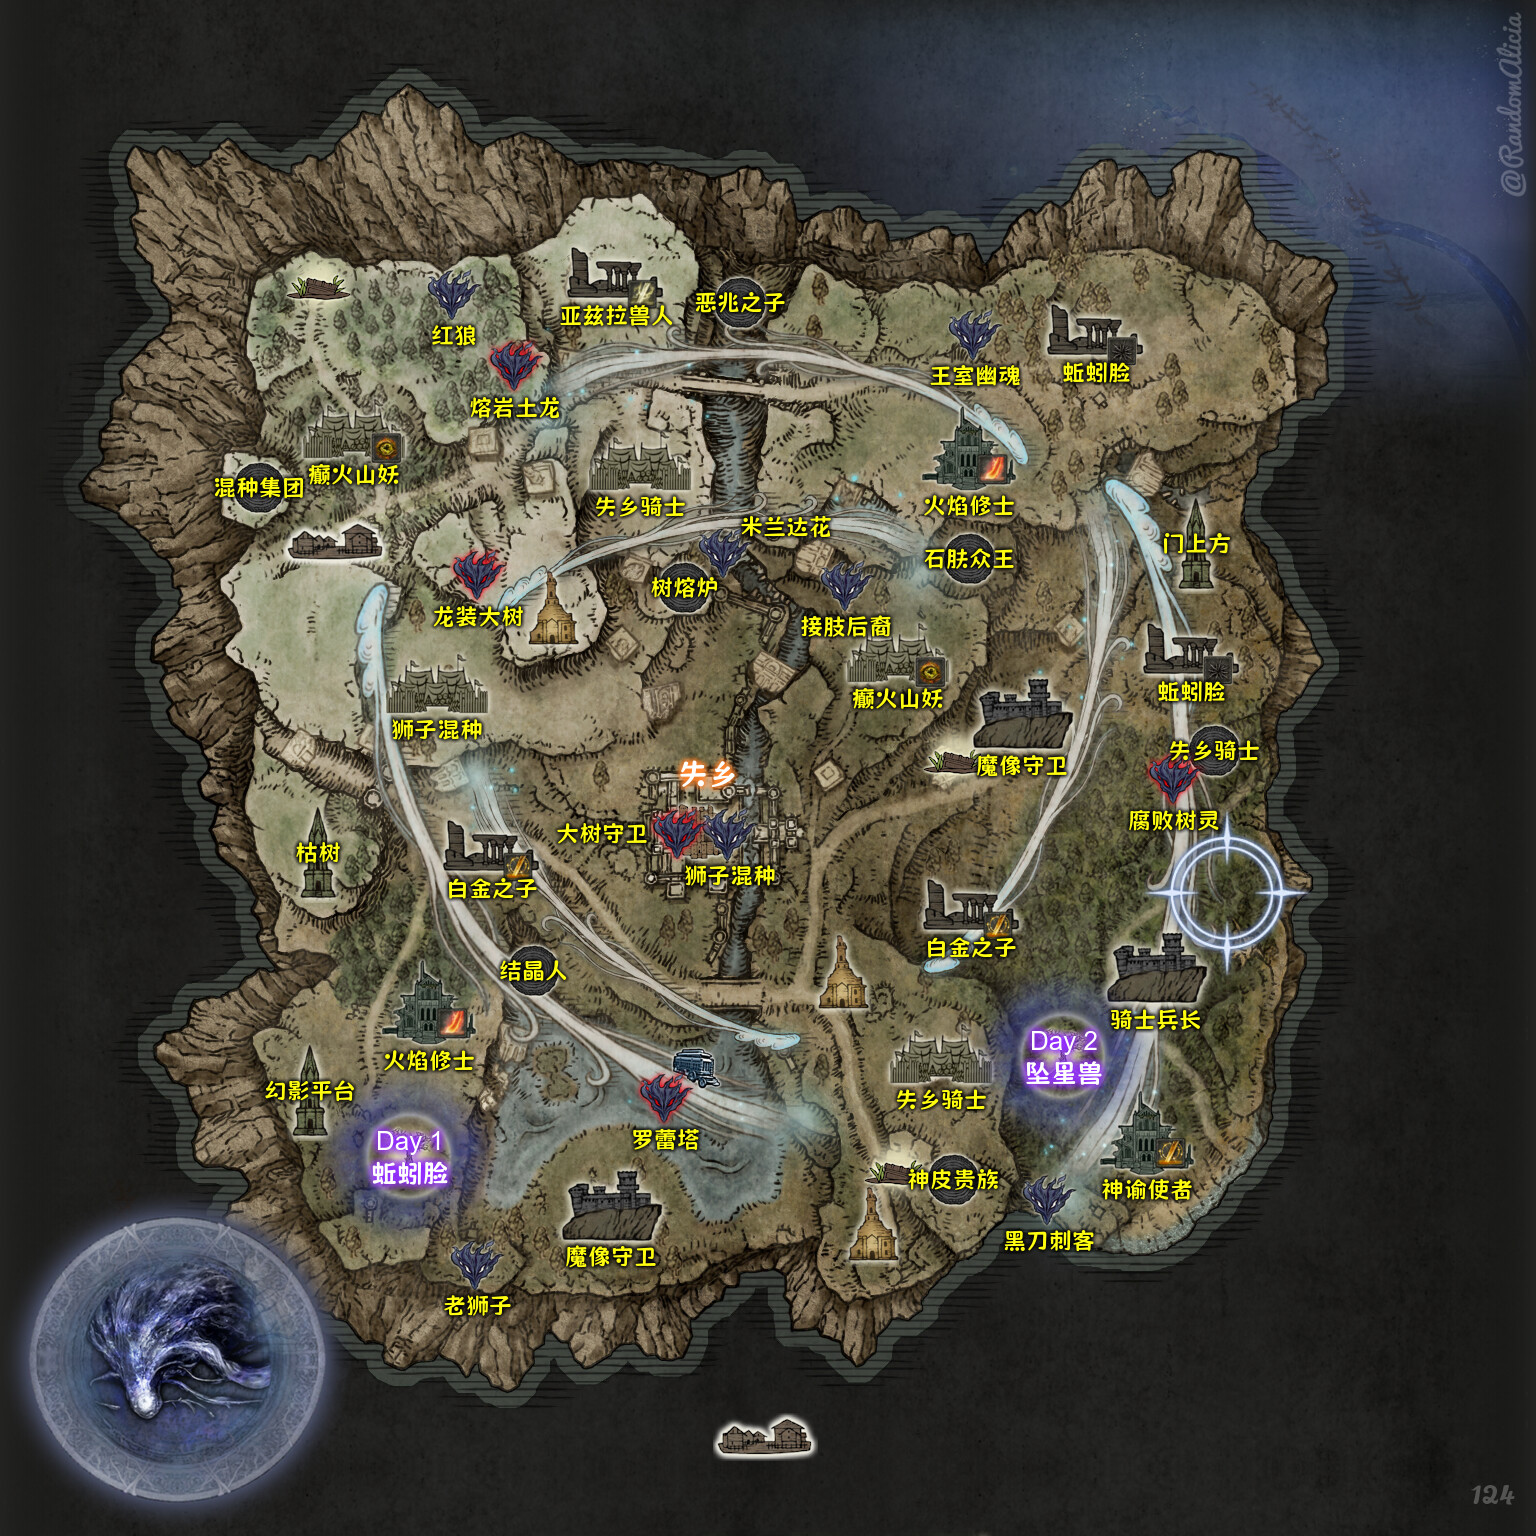 @RandomAlicia
红狼
亚兹拉兽人
恶兆之子
王室幽魂
蚯蚓脸
熔岩土龙
混种集团
癫火山妖
失乡骑士
火焰修士
米兰达花
门上方
石肤众王
树熔炉
龙装大树
接肢后裔
癫火山妖
蚯蚓脸
狮子混种
失乡骑士
魔像守卫
失乡
腐败树灵
大树守卫
枯树
狮子混种
白金之子
白金之子
结晶人
骑士兵长
Day 2
坠星兽
火焰修士
幻影平台
失乡骑士
Day 1
蚯蚓脸
罗蕾塔
神皮贵族
神谕使者
黑刀刺客
魔像守卫
老狮子
124